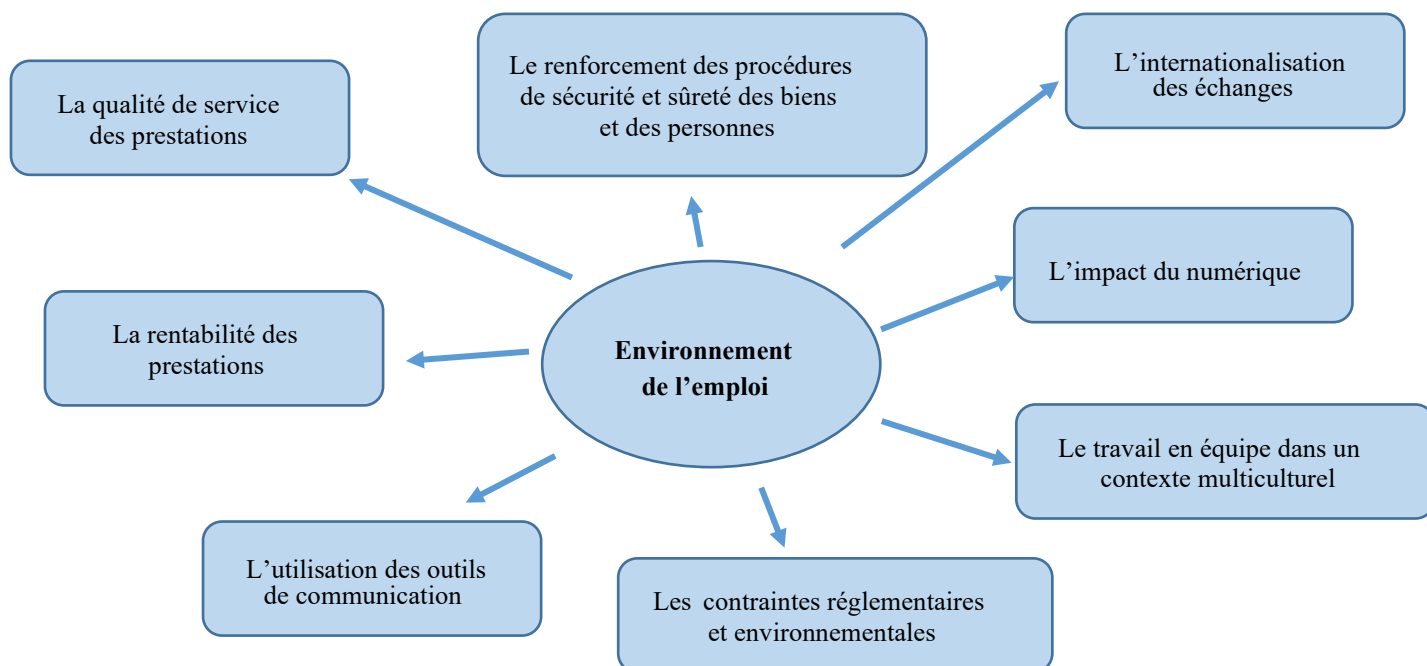 Le renforcement des procédures
de sécurité et sûreté des biens
et des personnes
L’internationalisation
des échanges
La qualité de service
des prestations
L’impact du numérique
La rentabilité des
prestations
Environnement
de l’emploi
Le travail en équipe dans un
contexte multiculturel
L’utilisation des outils
de communication
Les contraintes réglementaires
et environnementales